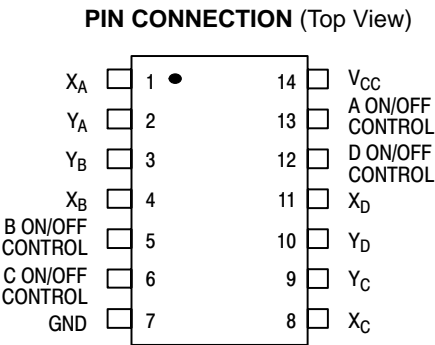 PIN CONNECTION (Top View)
XA 1 14 VCC
YA 2 13 A ON/OFF CONTROL
YB 3 12 D ON/OFF CONTROL
XB 4 11 XD
B ON/OFF CONTROL 5 10 YD
C ON/OFF CONTROL 6 9 YC
GND 7 8 XC